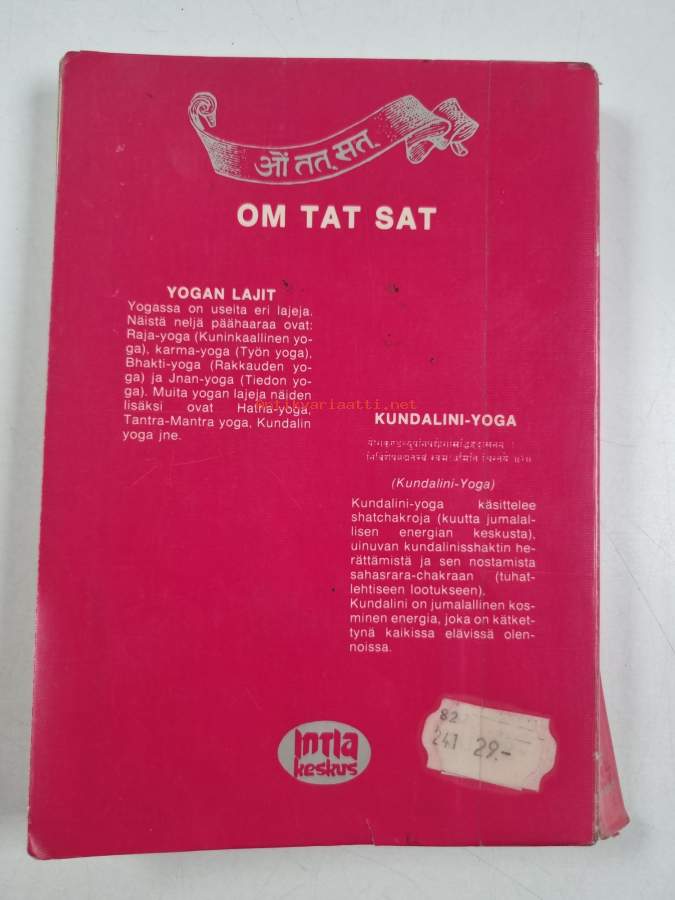 ओं तत् सत्
OM TAT SAT
YOGAN LAJIT
Yogassa on useita eri lajeja.
Näistä neljä päähaaraa ovat:
Raja-yoga (Kuninkaallinen yo-
ga), karma-yoga (Työn yoga),
Bhakti-yoga (Rakkauden yo-
ga) ja Jnan-yoga (Tiedon yo-
ga). Muita yogan lajeja näiden
lisäksi ovat Hatha-yoga,
Tantra-Mantra yoga, Kundalin
yoga jne.
antikvariaatti.net
KUNDALINI-YOGA
(Kundalini-Yoga)
Kundalini-yoga käsittelee
shatchakroja (kuutta jumalal-
lisen energian keskusta),
uinuvan kundalinisshaktin he-
rättämistä ja sen nostamista
sahasrara-chakraan (tuhat-
lehtiseen lootukseen).
Kundalini on jumalallinen kos-
minen energia, joka on kätket-
tynä kaikissa elävissä olen-
noissa.
Intia
keskus
82
241 29.-